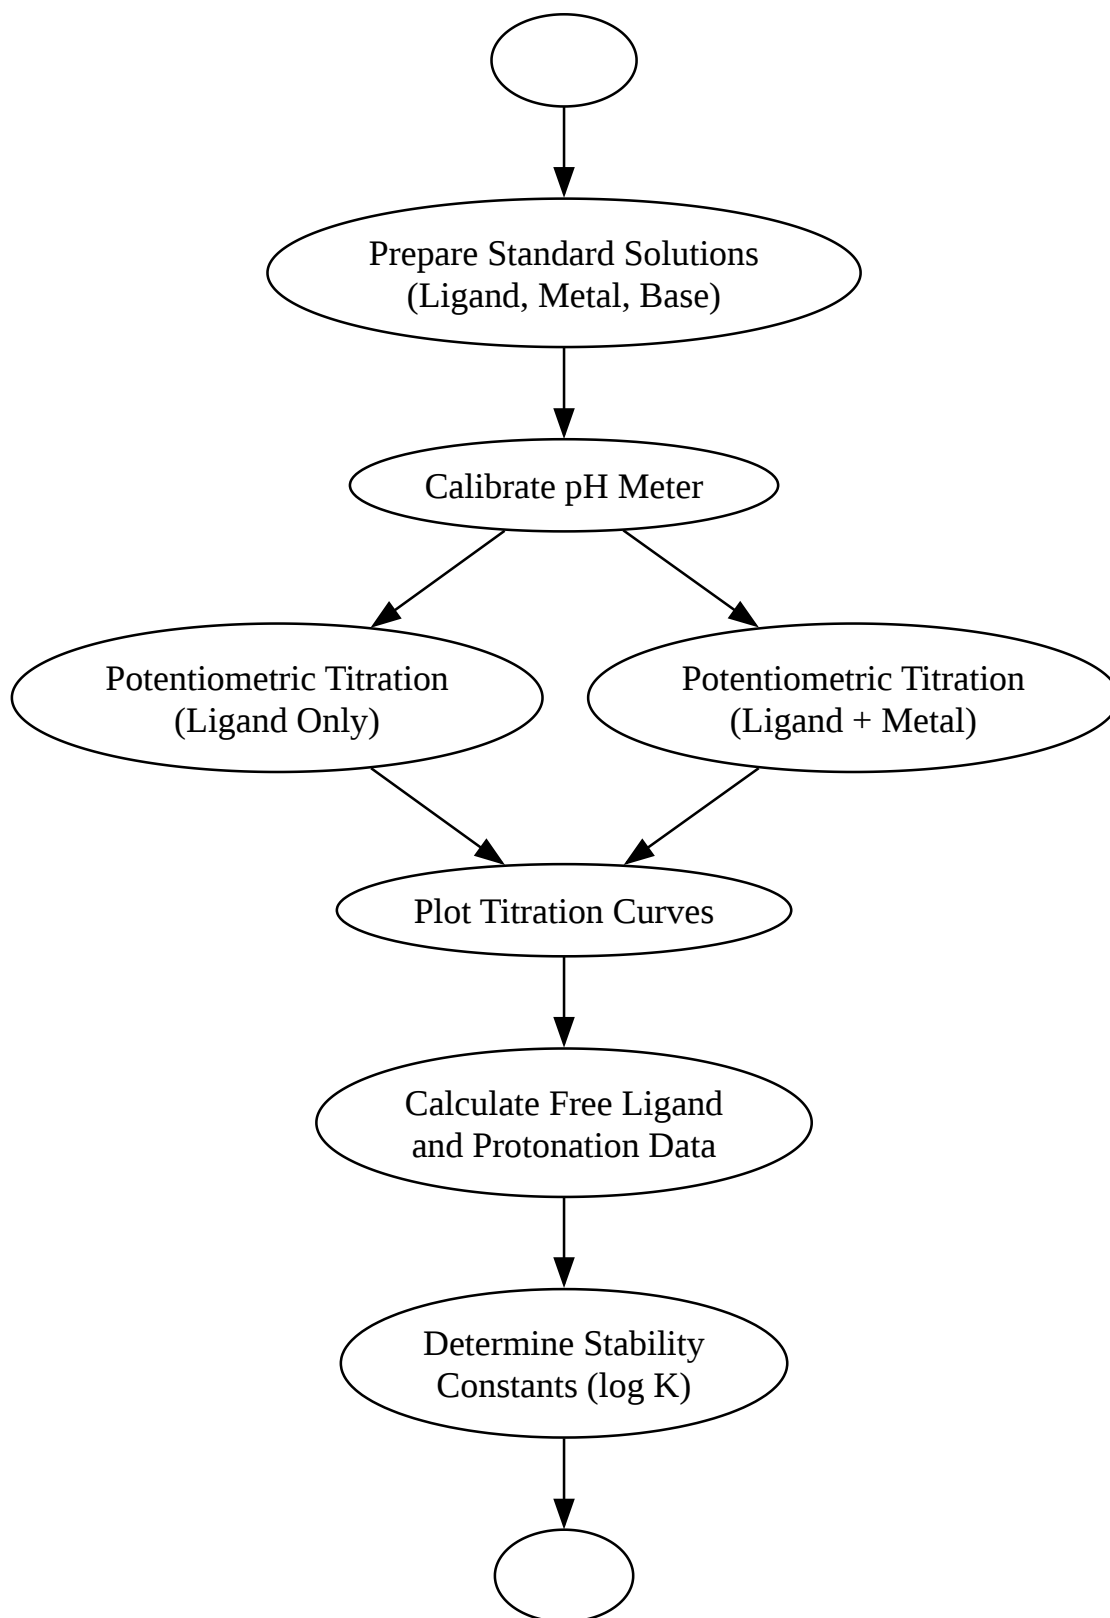 Prepare Standard Solutions
(Ligand, Metal, Base)
Calibrate pH Meter
Potentiometric Titration
(Ligand Only)
Potentiometric Titration
(Ligand + Metal)
Plot Titration Curves
Calculate Free Ligand
and Protonation Data
Determine Stability
Constants (log K)